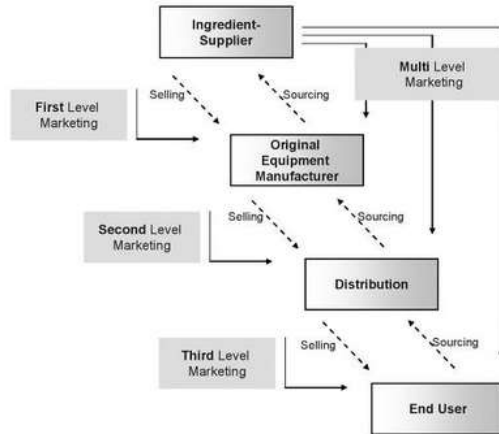 Ingredient-
Supplier
Multi Level
Marketing
Selling
Sourcing
First Level
Marketing
Original
Equipment
Manufacturer
Selling
Sourcing
Second Level
Marketing
Distribution
Selling
Sourcing
Third Level
Marketing
End User